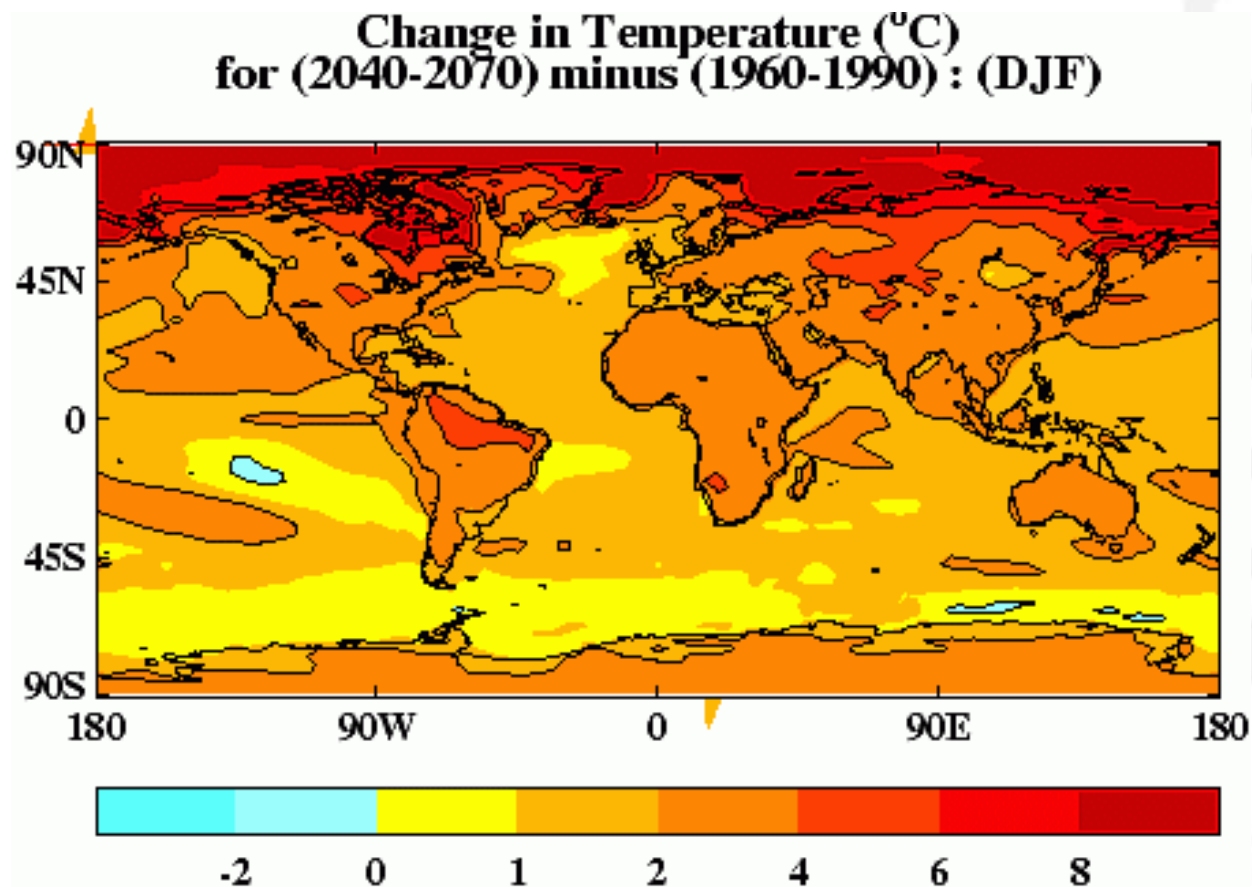 Change in Temperature (°C)
for (2040-2070) minus (1960-1990) : (DJF)
90N
45N
0
45S
90S
180 90W 0 90E 180
-2 0 1 2 4 6 8